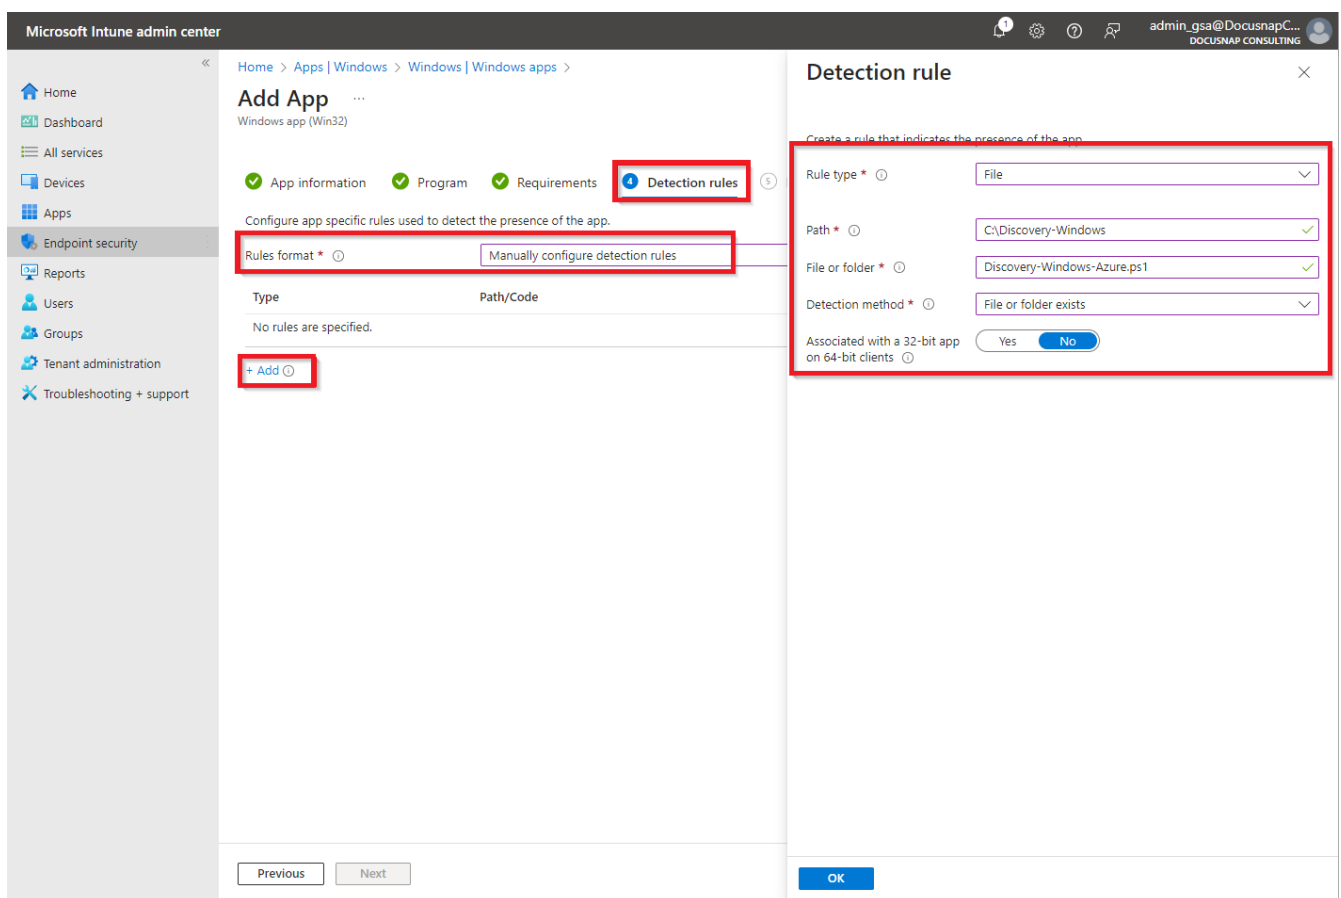 Microsoft Intune admin center
1
admin_gsa@DocusnapC...
DOCUSNAP CONSULTING
«
Home
Dashboard
All services
Devices
Apps
Endpoint security
Reports
Users
Groups
Tenant administration
Troubleshooting + support
Home > Apps | Windows > Windows | Windows apps >
Add App ...
Windows app (Win32)
App information
Program
Requirements
4 Detection rules
5
Configure app specific rules used to detect the presence of the app.
Rules format *
Manually configure detection rules
Type Path/Code
No rules are specified.
+ Add
Previous
Next
Detection rule
Create a rule that indicates the presence of the app.
Rule type * File
Path * C:\Discovery-Windows
File or folder * Discovery-Windows-Azure.ps1
Detection method * File or folder exists
Associated with a 32-bit app
on 64-bit clients
Yes No
OK